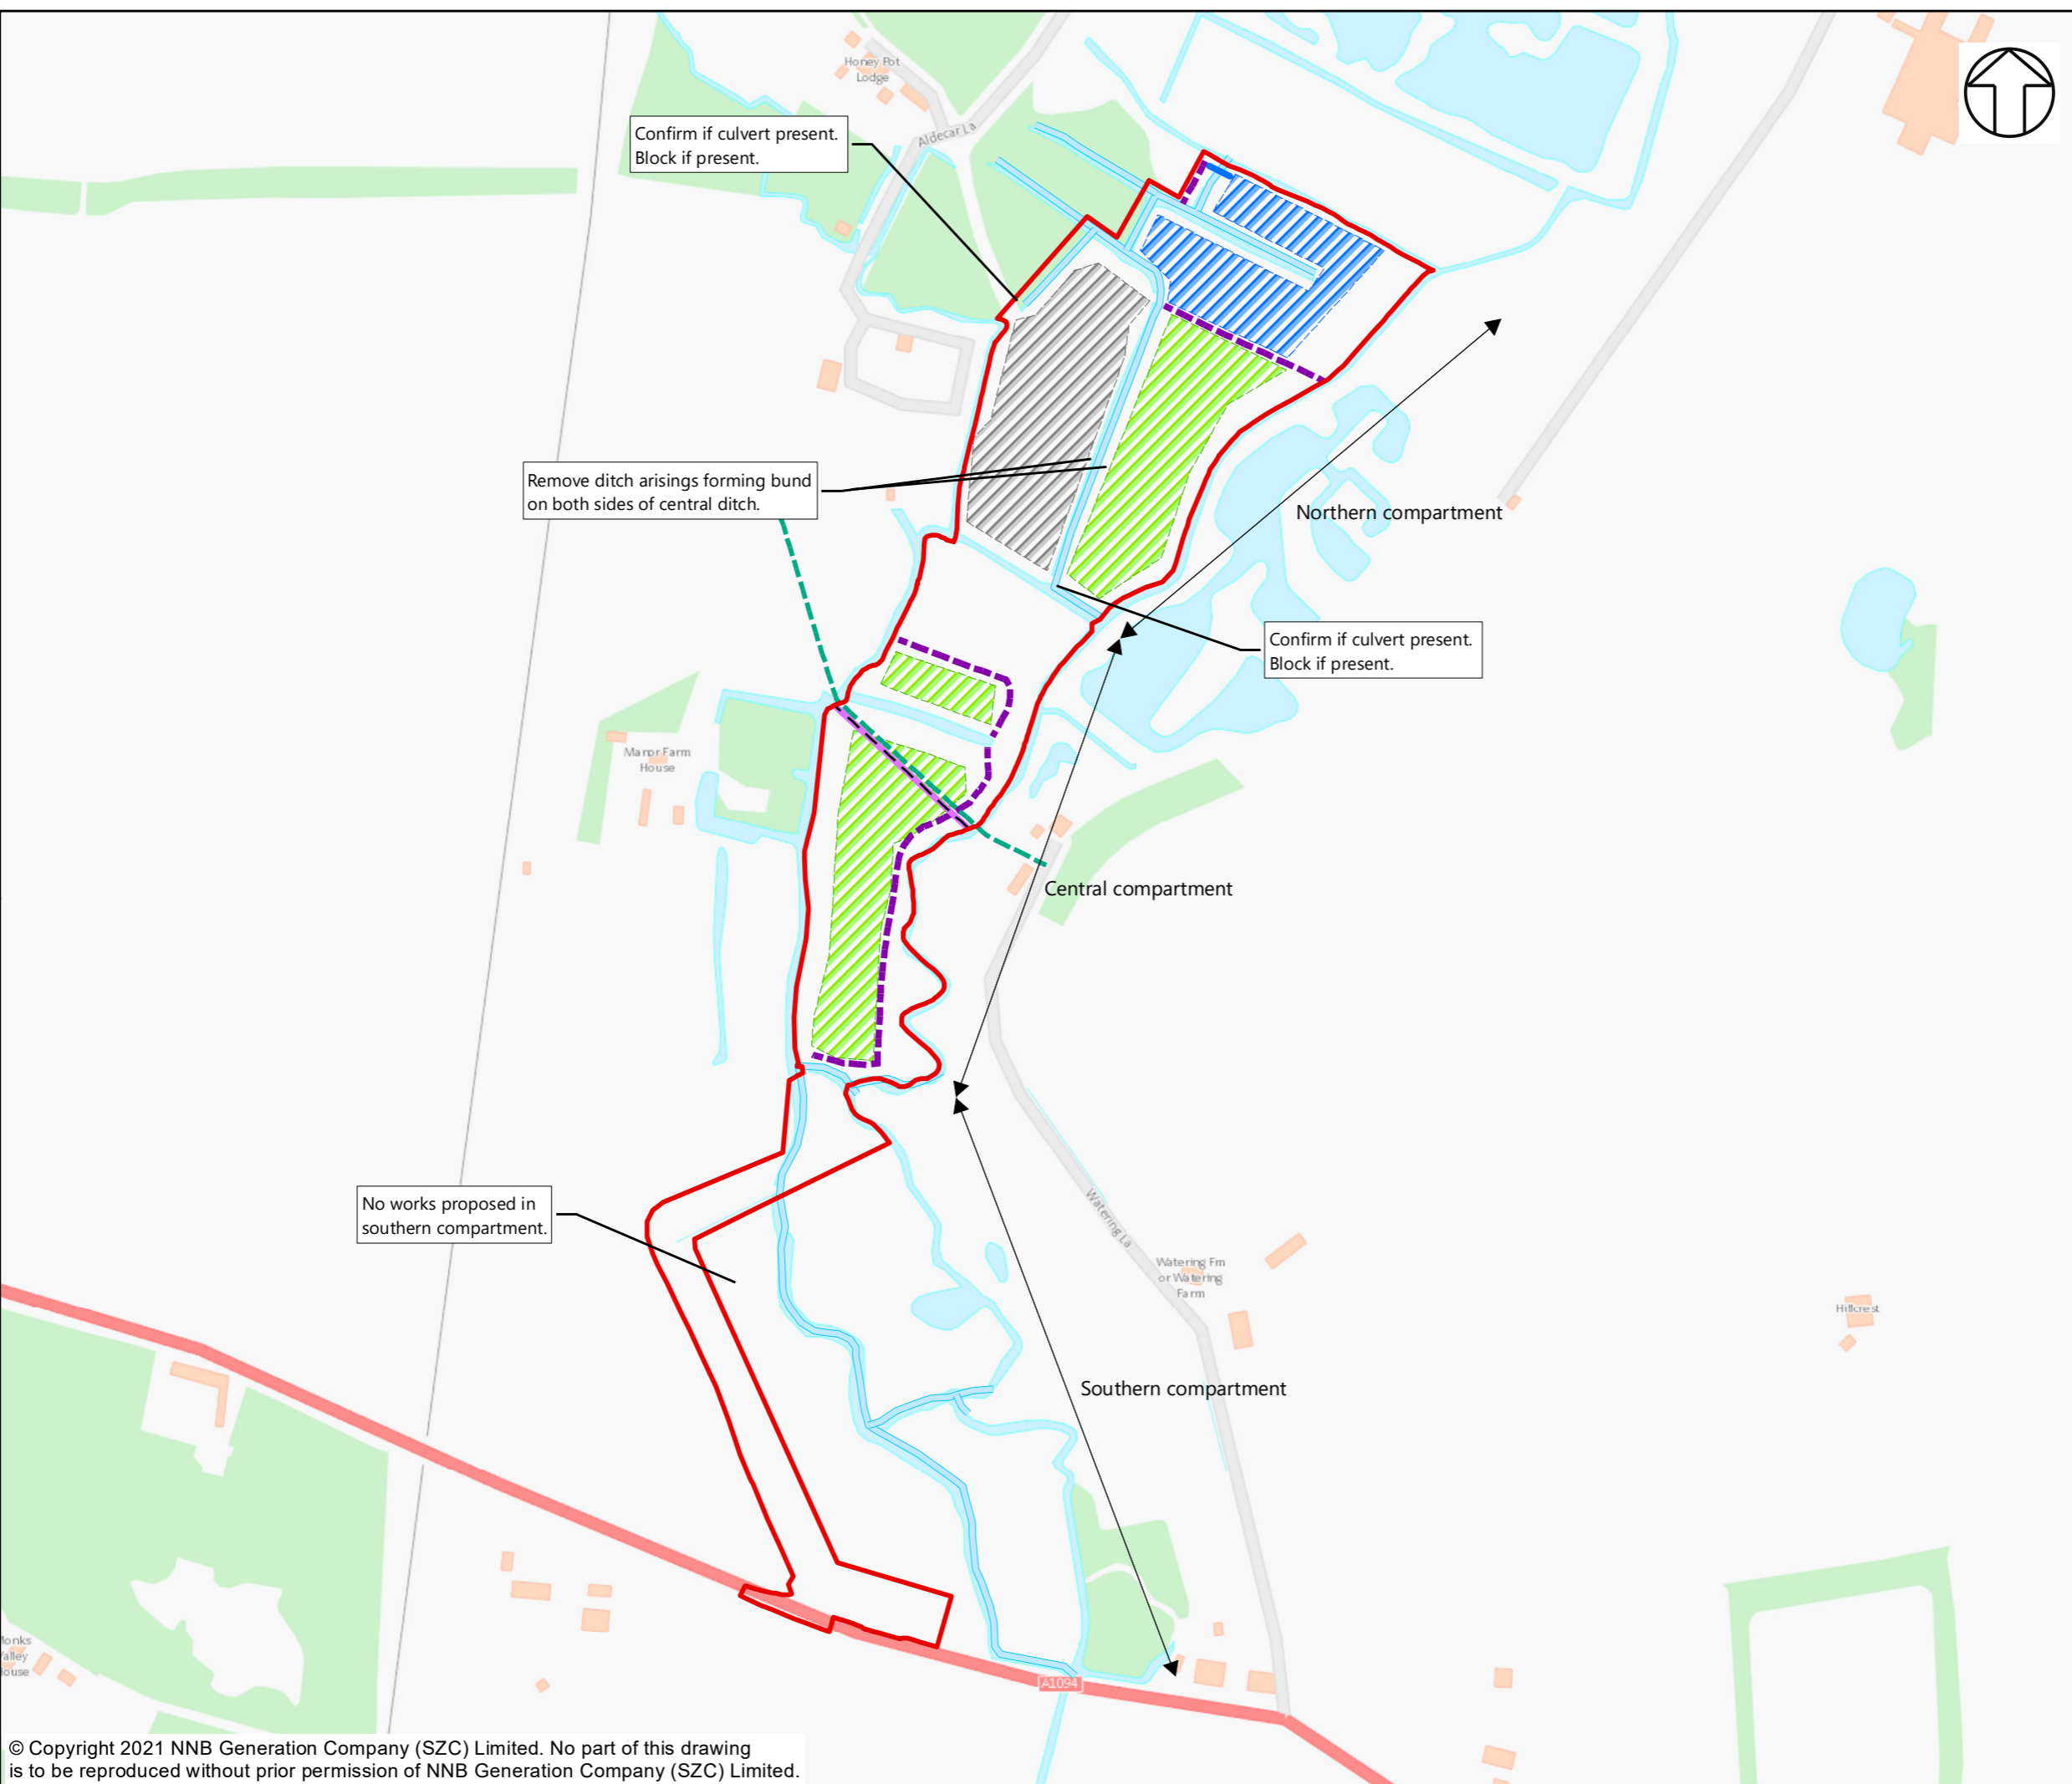 Honey Pot
Lodge
Aldecar La
Confirm if culvert present.
Block if present.
Remove ditch arisings forming bund
on both sides of central ditch.
Northern compartment
Confirm if culvert present.
Block if present.
Manor Farm
House
Central compartment
No works proposed in
southern compartment.
Watering La
Watering Fm
or Watering
Farm
Hillcrest
Southern compartment
Monks
Valley
House
A1094
© Copyright 2021 NNB Generation Company (SZC) Limited. No part of this drawing
is to be reproduced without prior permission of NNB Generation Company (SZC) Limited.